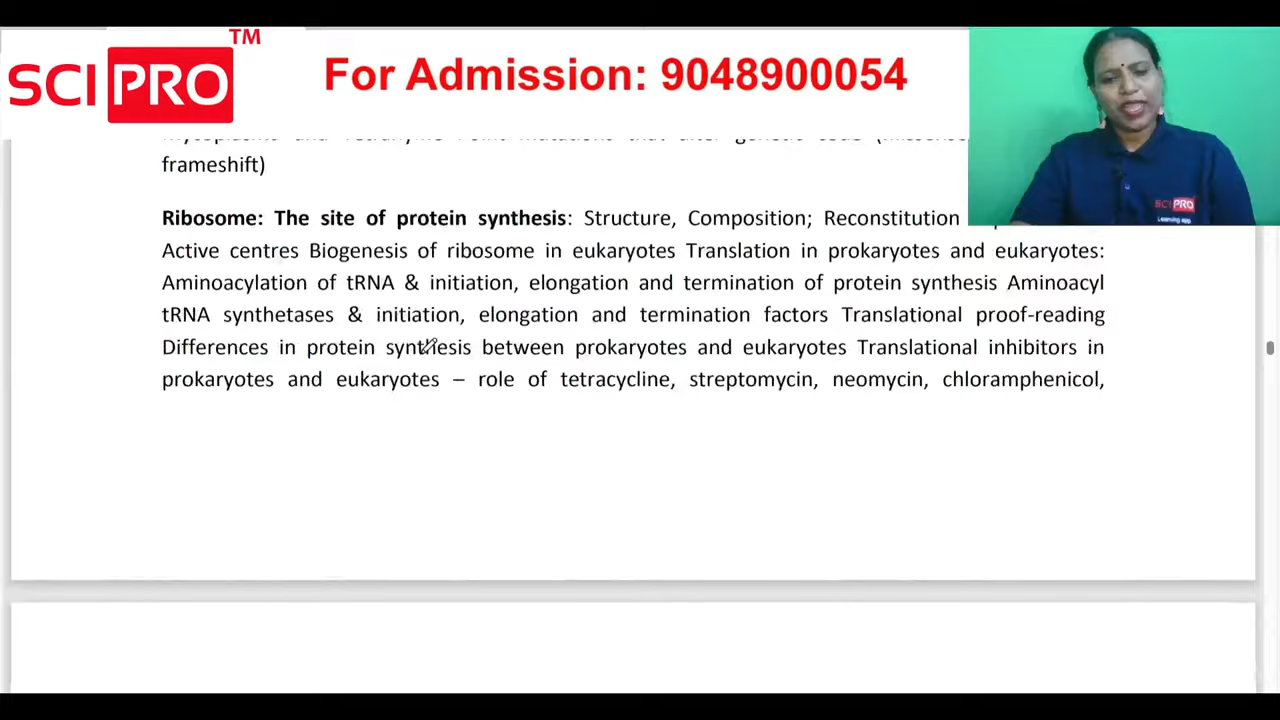 TM
SCI PRO
For Admission: 9048900054
frameshift)
Ribosome: The site of protein synthesis: Structure, Composition; Reconstitution
Active centres Biogenesis of ribosome in eukaryotes Translation in prokaryotes and eukaryotes:
Aminoacylation of tRNA & initiation, elongation and termination of protein synthesis Aminoacyl
tRNA synthetases & initiation, elongation and termination factors Translational proof-reading
Differences in protein synthesis between prokaryotes and eukaryotes Translational inhibitors in
prokaryotes and eukaryotes – role of tetracycline, streptomycin, neomycin, chloramphenicol,
SCIPRO
Learning app